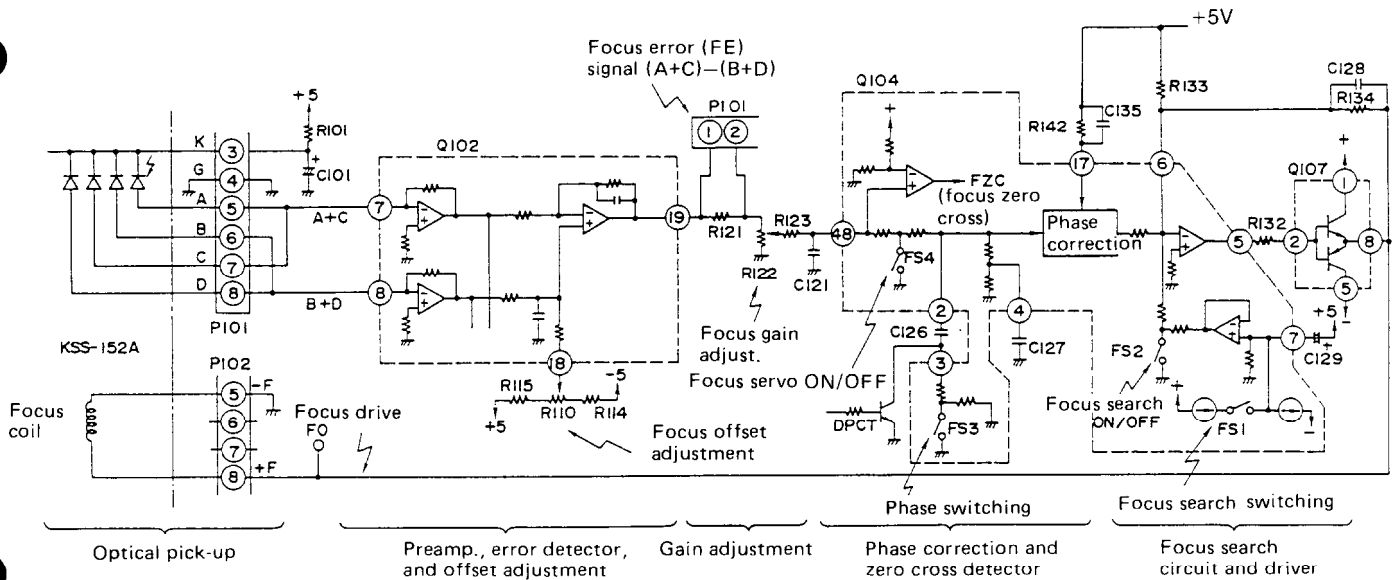 Focus error (FE)
signal (A+C)–(B+D)
P101
1 2
+5V
C128
R134
R133
Q104
C135
R142
17
6
+5
R101
C101
K 3
G 4
A 5
B 6
C 7
D 8
P101
KSS-152A
A+C
B+D
Q102
7
8
19
18
R121
R123
R122
C121
48
+
FZC
(focus zero
cross)
FS4
Phase
correction
5
R132
Q107
+
1
2
8
5
−
+5
C129
7
FS2
FS1
+
−
2
C126
3
4
C127
DPCT
FS3
Focus gain
adjust.
Focus servo ON/OFF
Focus search
ON/OFF
R115
R110
R114
-5
+5
Focus offset
adjustment
P102
5 -F
6
7
8 +F
Focus
coil
Focus drive
FO
Phase switching
Focus search switching
Optical pick-up
Preamp., error detector,
and offset adjustment
Gain adjustment
Phase correction and
zero cross detector
Focus search
circuit and driver